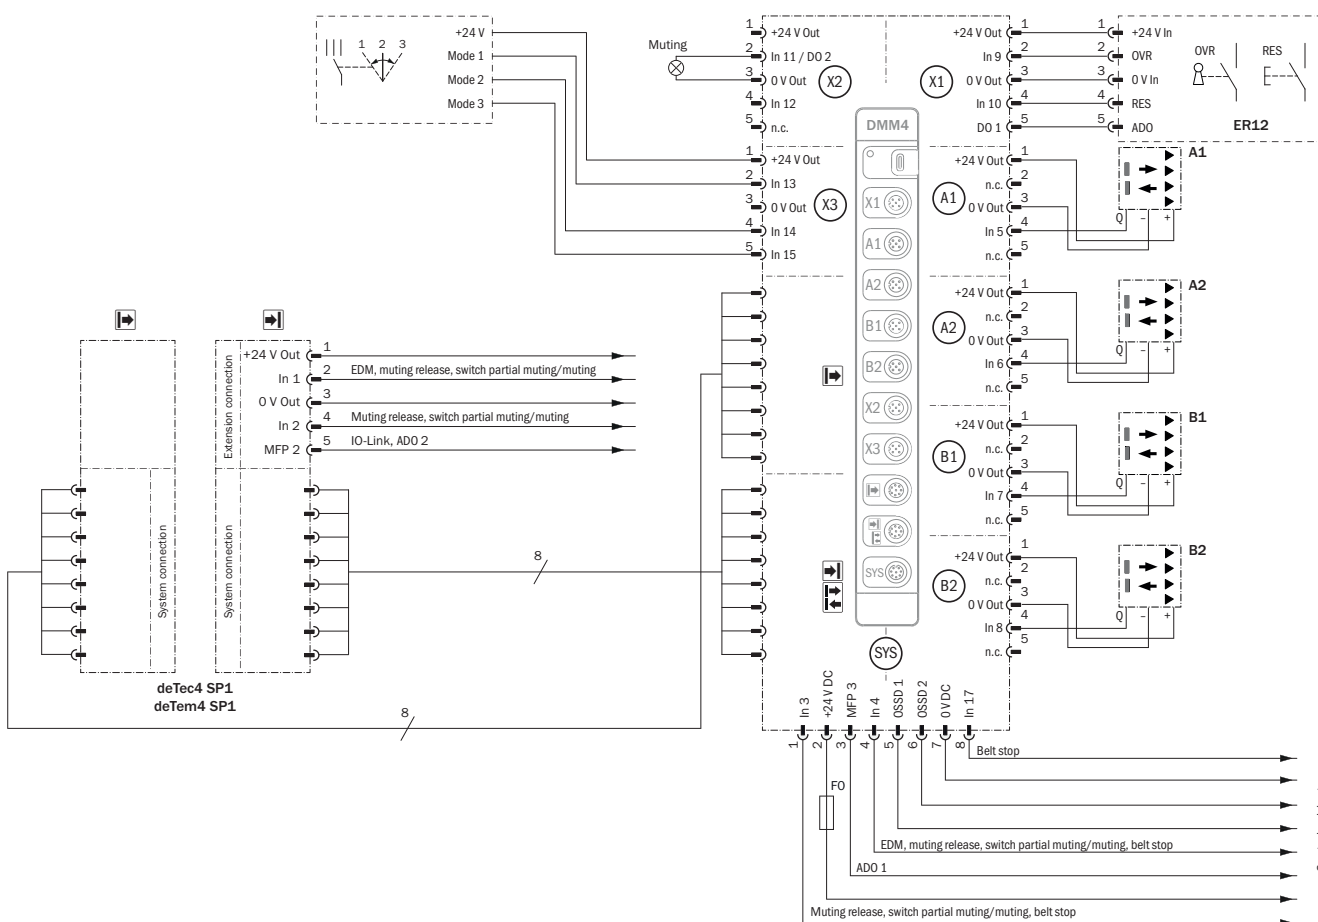 1 2 3
+24 V
Mode 1
Mode 2
Mode 3
Muting
1 +24 V Out
2 In 11 / DO 2
3 0 V Out
4 In 12
5 n.c.
X2
1 +24 V Out
2 In 13
3 0 V Out
4 In 14
5 In 15
X3
DMM4
X1
A1
A2
B1
B2
X2
X3
SYS
SYS
X1
+24 V Out 1
In 9 2
0 V Out 3
In 10 4
DO 1 5
1 +24 V In
2 OVR
3 0 V In
4 RES
5 ADO
OVR
RES
ER12
A1
+24 V Out 1
n.c. 2
0 V Out 3
In 5 4
n.c. 5
A1
Q – +
A2
+24 V Out 1
n.c. 2
0 V Out 3
In 6 4
n.c. 5
A2
Q – +
B1
+24 V Out 1
n.c. 2
0 V Out 3
In 7 4
n.c. 5
B1
Q – +
B2
+24 V Out 1
n.c. 2
0 V Out 3
In 8 4
n.c. 5
B2
Q – +
Extension connection
+24 V Out 1
In 1 2 EDM, muting release, switch partial muting/muting
0 V Out 3
In 2 4 Muting release, switch partial muting/muting
MFP 2 5 IO-Link, ADO 2
System connection
System connection
deTec4 SP1
deTem4 SP1
8
8
In 3
+24 V DC
MFP 3
In 4
OSSD 1
OSSD 2
0 V DC
In 17
1 2 3 4 5 6 7 8
Belt stop
F0
EDM, muting release, switch partial muting/muting, belt stop
ADO 1
Muting release, switch partial muting/muting, belt stop